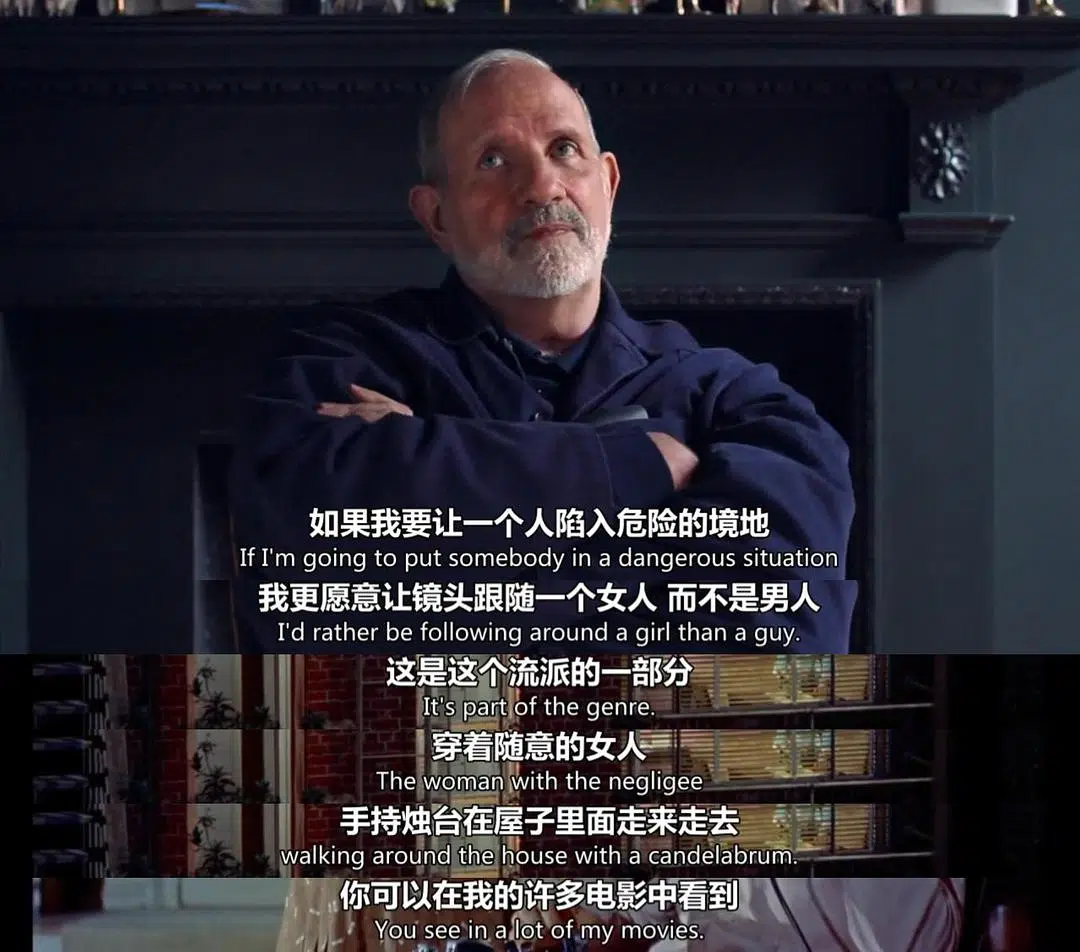 如果我要让一个人陷入危险的境地
If I'm going to put somebody in a dangerous situation
我更愿意让镜头跟随一个女人 而不是男人
I'd rather be following around a girl than a guy.
这是这个流派的一部分
It's part of the genre.
穿着随意的女人
The woman with the negligee
手持烛台在屋子里面走来走去
walking around the house with a candelabrum.
你可以在我的许多电影中看到
You see in a lot of my movies.